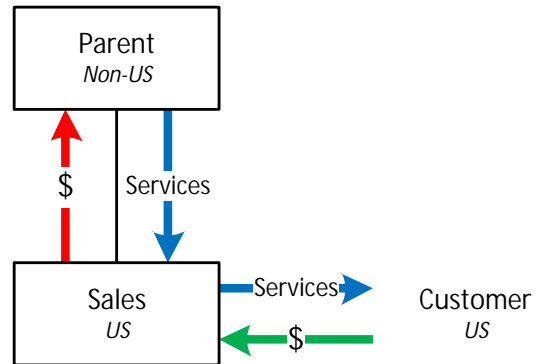 Parent
Non-US
$
Services
Sales
US
Services
$
Customer
US